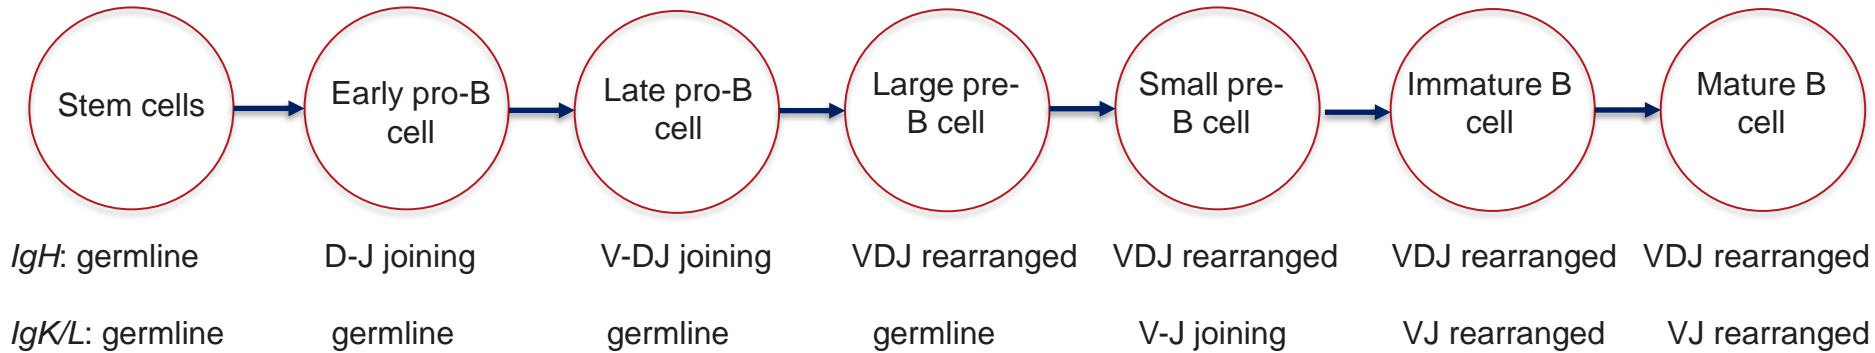 Stem cells
Early pro-B
cell
Late pro-B
cell
Large pre-
B cell
Small pre-
B cell
Immature B
cell
Mature B
cell
IgH: germline
D-J joining
V-DJ joining
VDJ rearranged
VDJ rearranged
VDJ rearranged
VDJ rearranged
IgK/L: germline
germline
germline
germline
V-J joining
VJ rearranged
VJ rearranged